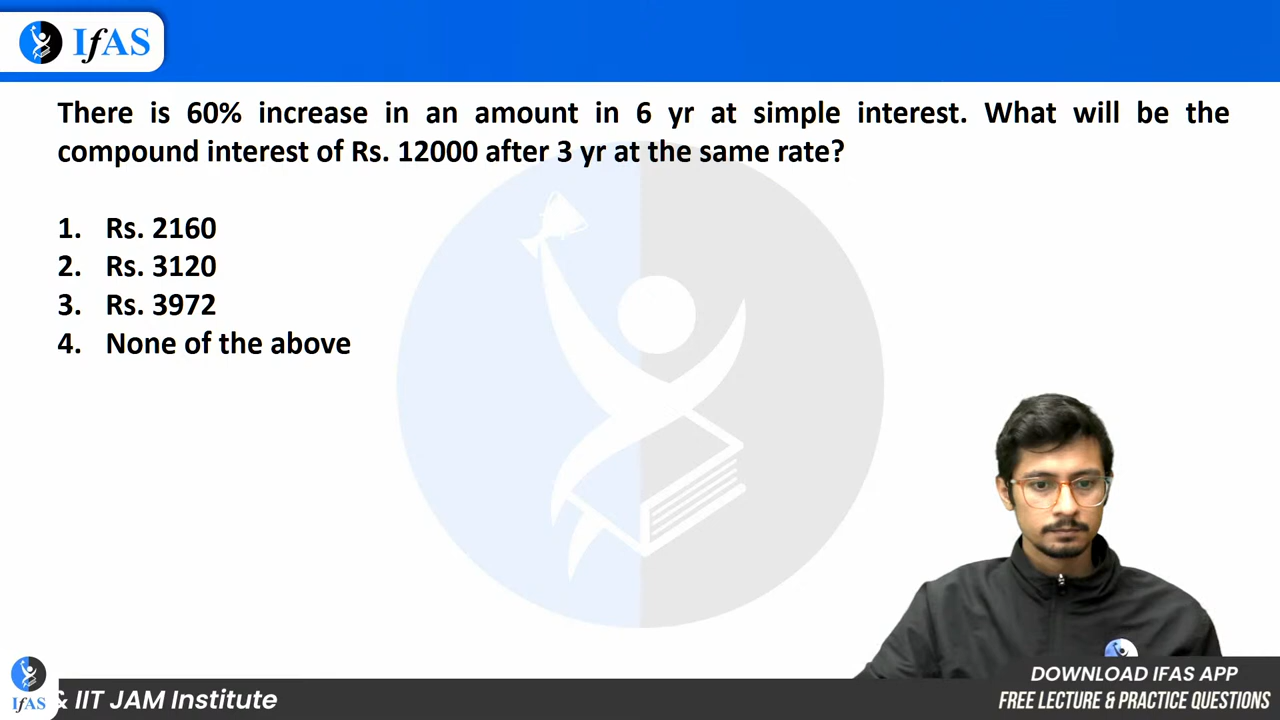 IfAS
There is 60% increase in an amount in 6 yr at simple interest. What will be the
compound interest of Rs. 12000 after 3 yr at the same rate?
1. Rs. 2160
2. Rs. 3120
3. Rs. 3972
4. None of the above
DOWNLOAD IFAS APP
IfAS
& IIT JAM Institute
FREE LECTURE & PRACTICE QUESTIONS